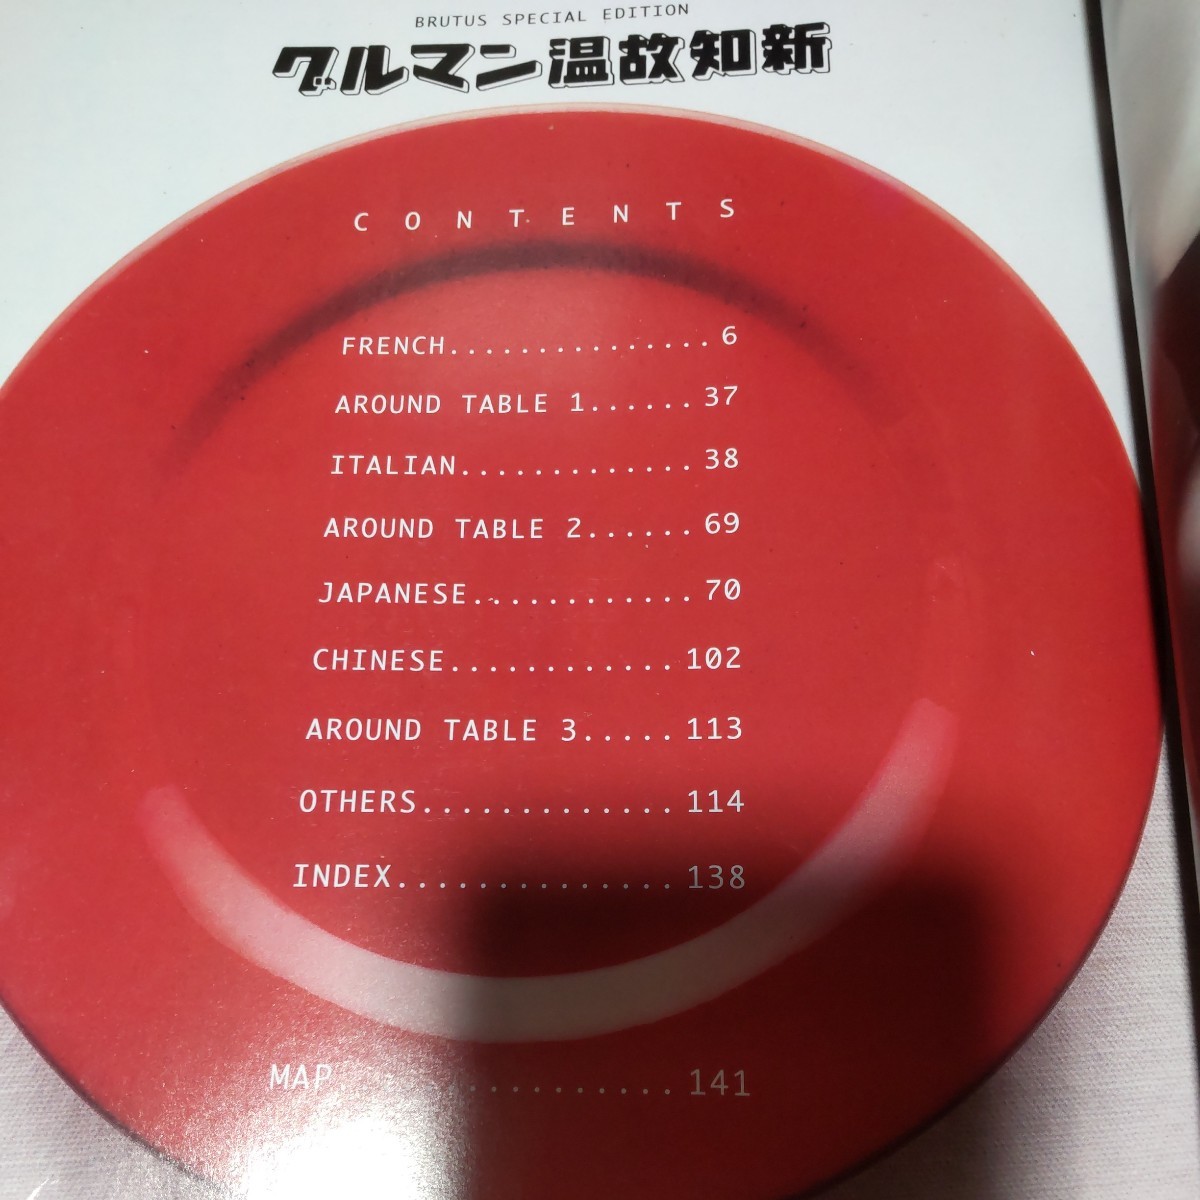 BRUTUS SPECIAL EDITION
グルマン温故知新
CONTENTS
FRENCH...............6
AROUND TABLE 1......37
ITALIAN.............38
AROUND TABLE 2......69
JAPANESE............70
CHINESE............102
AROUND TABLE 3.....113
OTHERS.............114
INDEX..............138
MAP................141